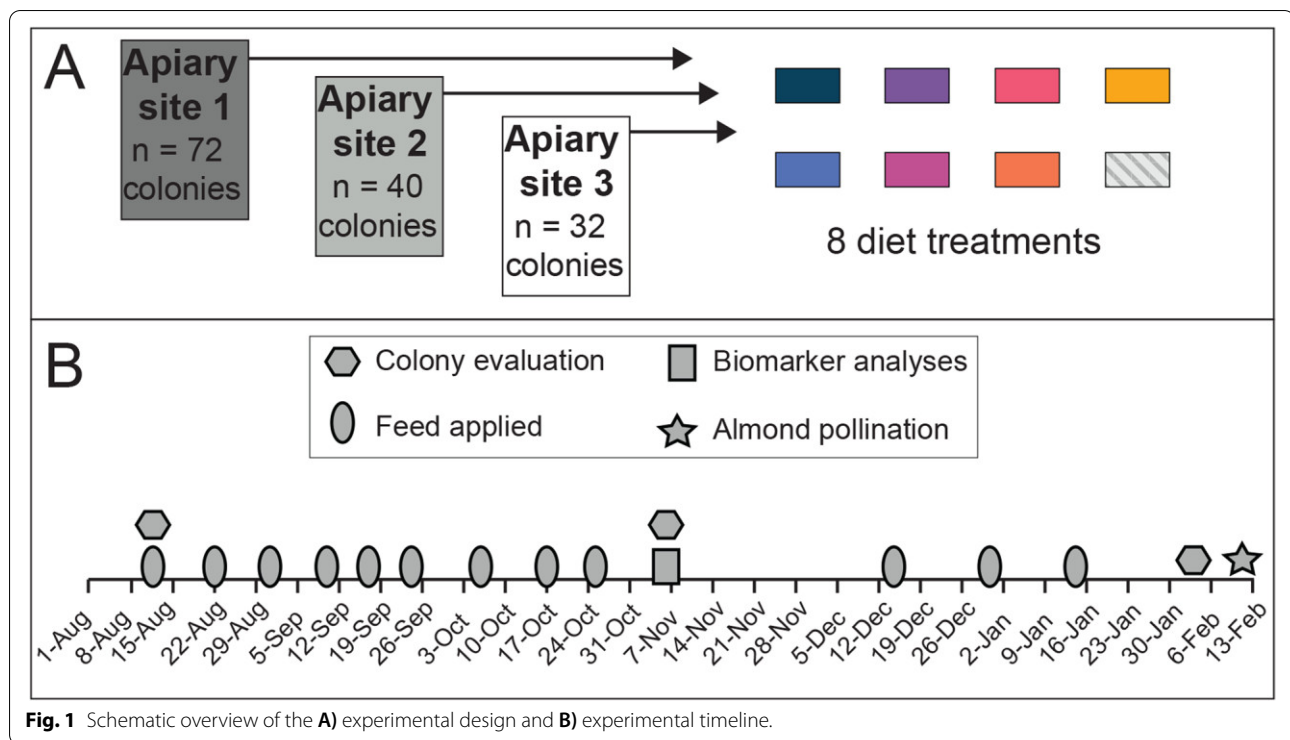 A
Apiary
site 1
n = 72
colonies
Apiary
site 2
n = 40
colonies
Apiary
site 3
n = 32
colonies
8 diet treatments
B
Colony evaluation
Biomarker analyses
Feed applied
Almond pollination
1-Aug
8-Aug
15-Aug
22-Aug
29-Aug
5-Sep
12-Sep
19-Sep
26-Sep
3-Oct
10-Oct
17-Oct
24-Oct
31-Oct
7-Nov
14-Nov
21-Nov
28-Nov
5-Dec
12-Dec
19-Dec
26-Dec
2-Jan
9-Jan
16-Jan
23-Jan
30-Jan
6-Feb
13-Feb
Fig. 1 Schematic overview of the A) experimental design and B) experimental timeline.